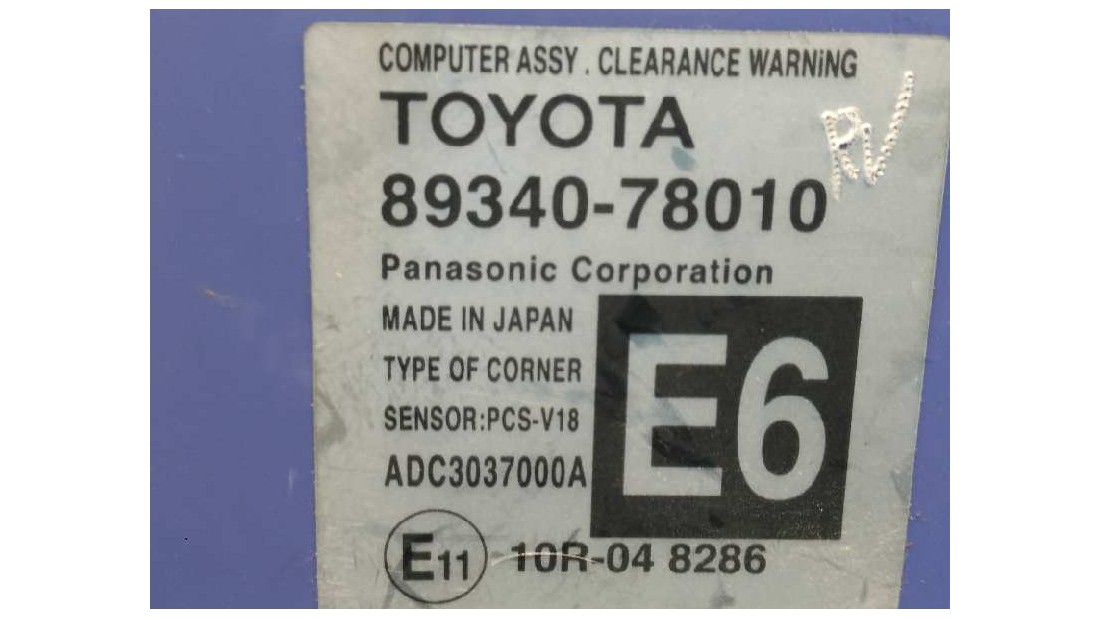 COMPUTER ASSY . CLEARANCE WARNiNG
TOYOTA
RV
89340-78010
Panasonic Corporation
MADE IN JAPAN
TYPE OF CORNER
SENSOR:PCS-V18
ADC3037000A
E6
E11 10R-04 8286